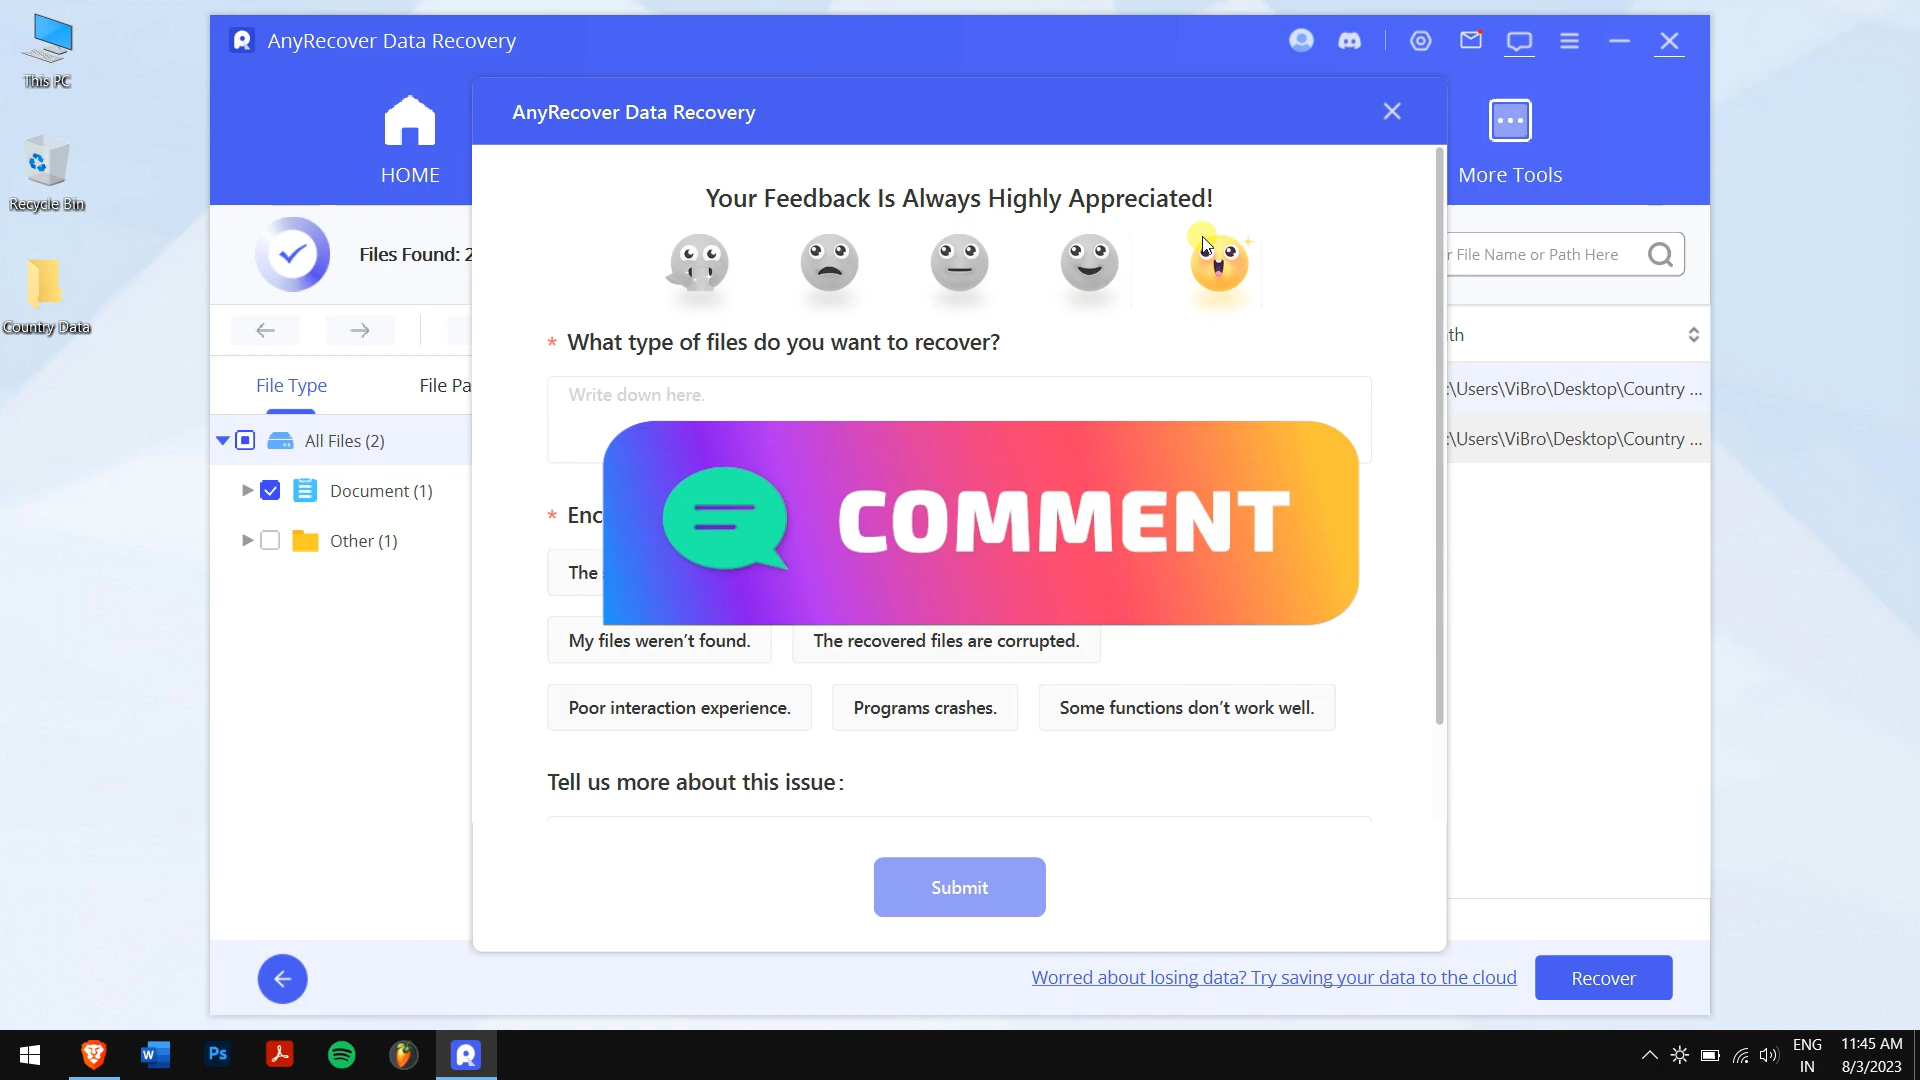 This PC
Recycle Bin
Country Data
AnyRecover Data Recovery
HOME
More Tools
AnyRecover Data Recovery
Your Feedback Is Always Highly Appreciated!
Files Found: 2
r File Name or Path Here
File Type
File Pa
th
All Files (2)
Document (1)
Other (1)
:\Users\ViBro\Desktop\Country ...
:\Users\ViBro\Desktop\Country ...
* What type of files do you want to recover?
Write down here.
* Enc
COMMENT
The
My files weren't found.
The recovered files are corrupted.
Poor interaction experience.
Programs crashes.
Some functions don't work well.
Tell us more about this issue:
Submit
Worred about losing data? Try saving your data to the cloud
Recover
W
Ps
ENG
IN
11:45 AM
8/3/2023